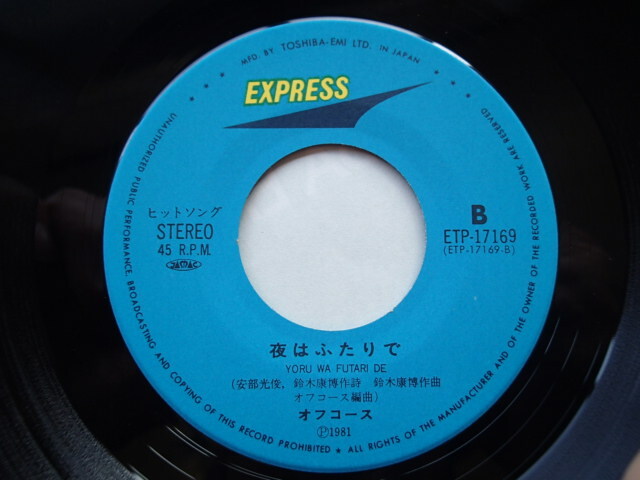 MFD. BY TOSHIBA-EMI LTD. IN JAPAN
EXPRESS
ヒットソング
STEREO
45 R.P.M.
JASRAC
B
ETP-17169
(ETP-17169-B)
夜はふたりで
YORU WA FUTARI DE
(安部光俊, 鈴木康博作詩 鈴木康博作曲
オフコース編曲)
オフコース
Ⓟ1981
UNAUTHORIZED PUBLIC PERFORMANCE, BROADCASTING AND COPYING OF THIS RECORD PROHIBITED ★ ALL RIGHTS OF THE MANUFACTURER AND OF THE OWNER OF THE RECORDED WORK ARE RESERVED